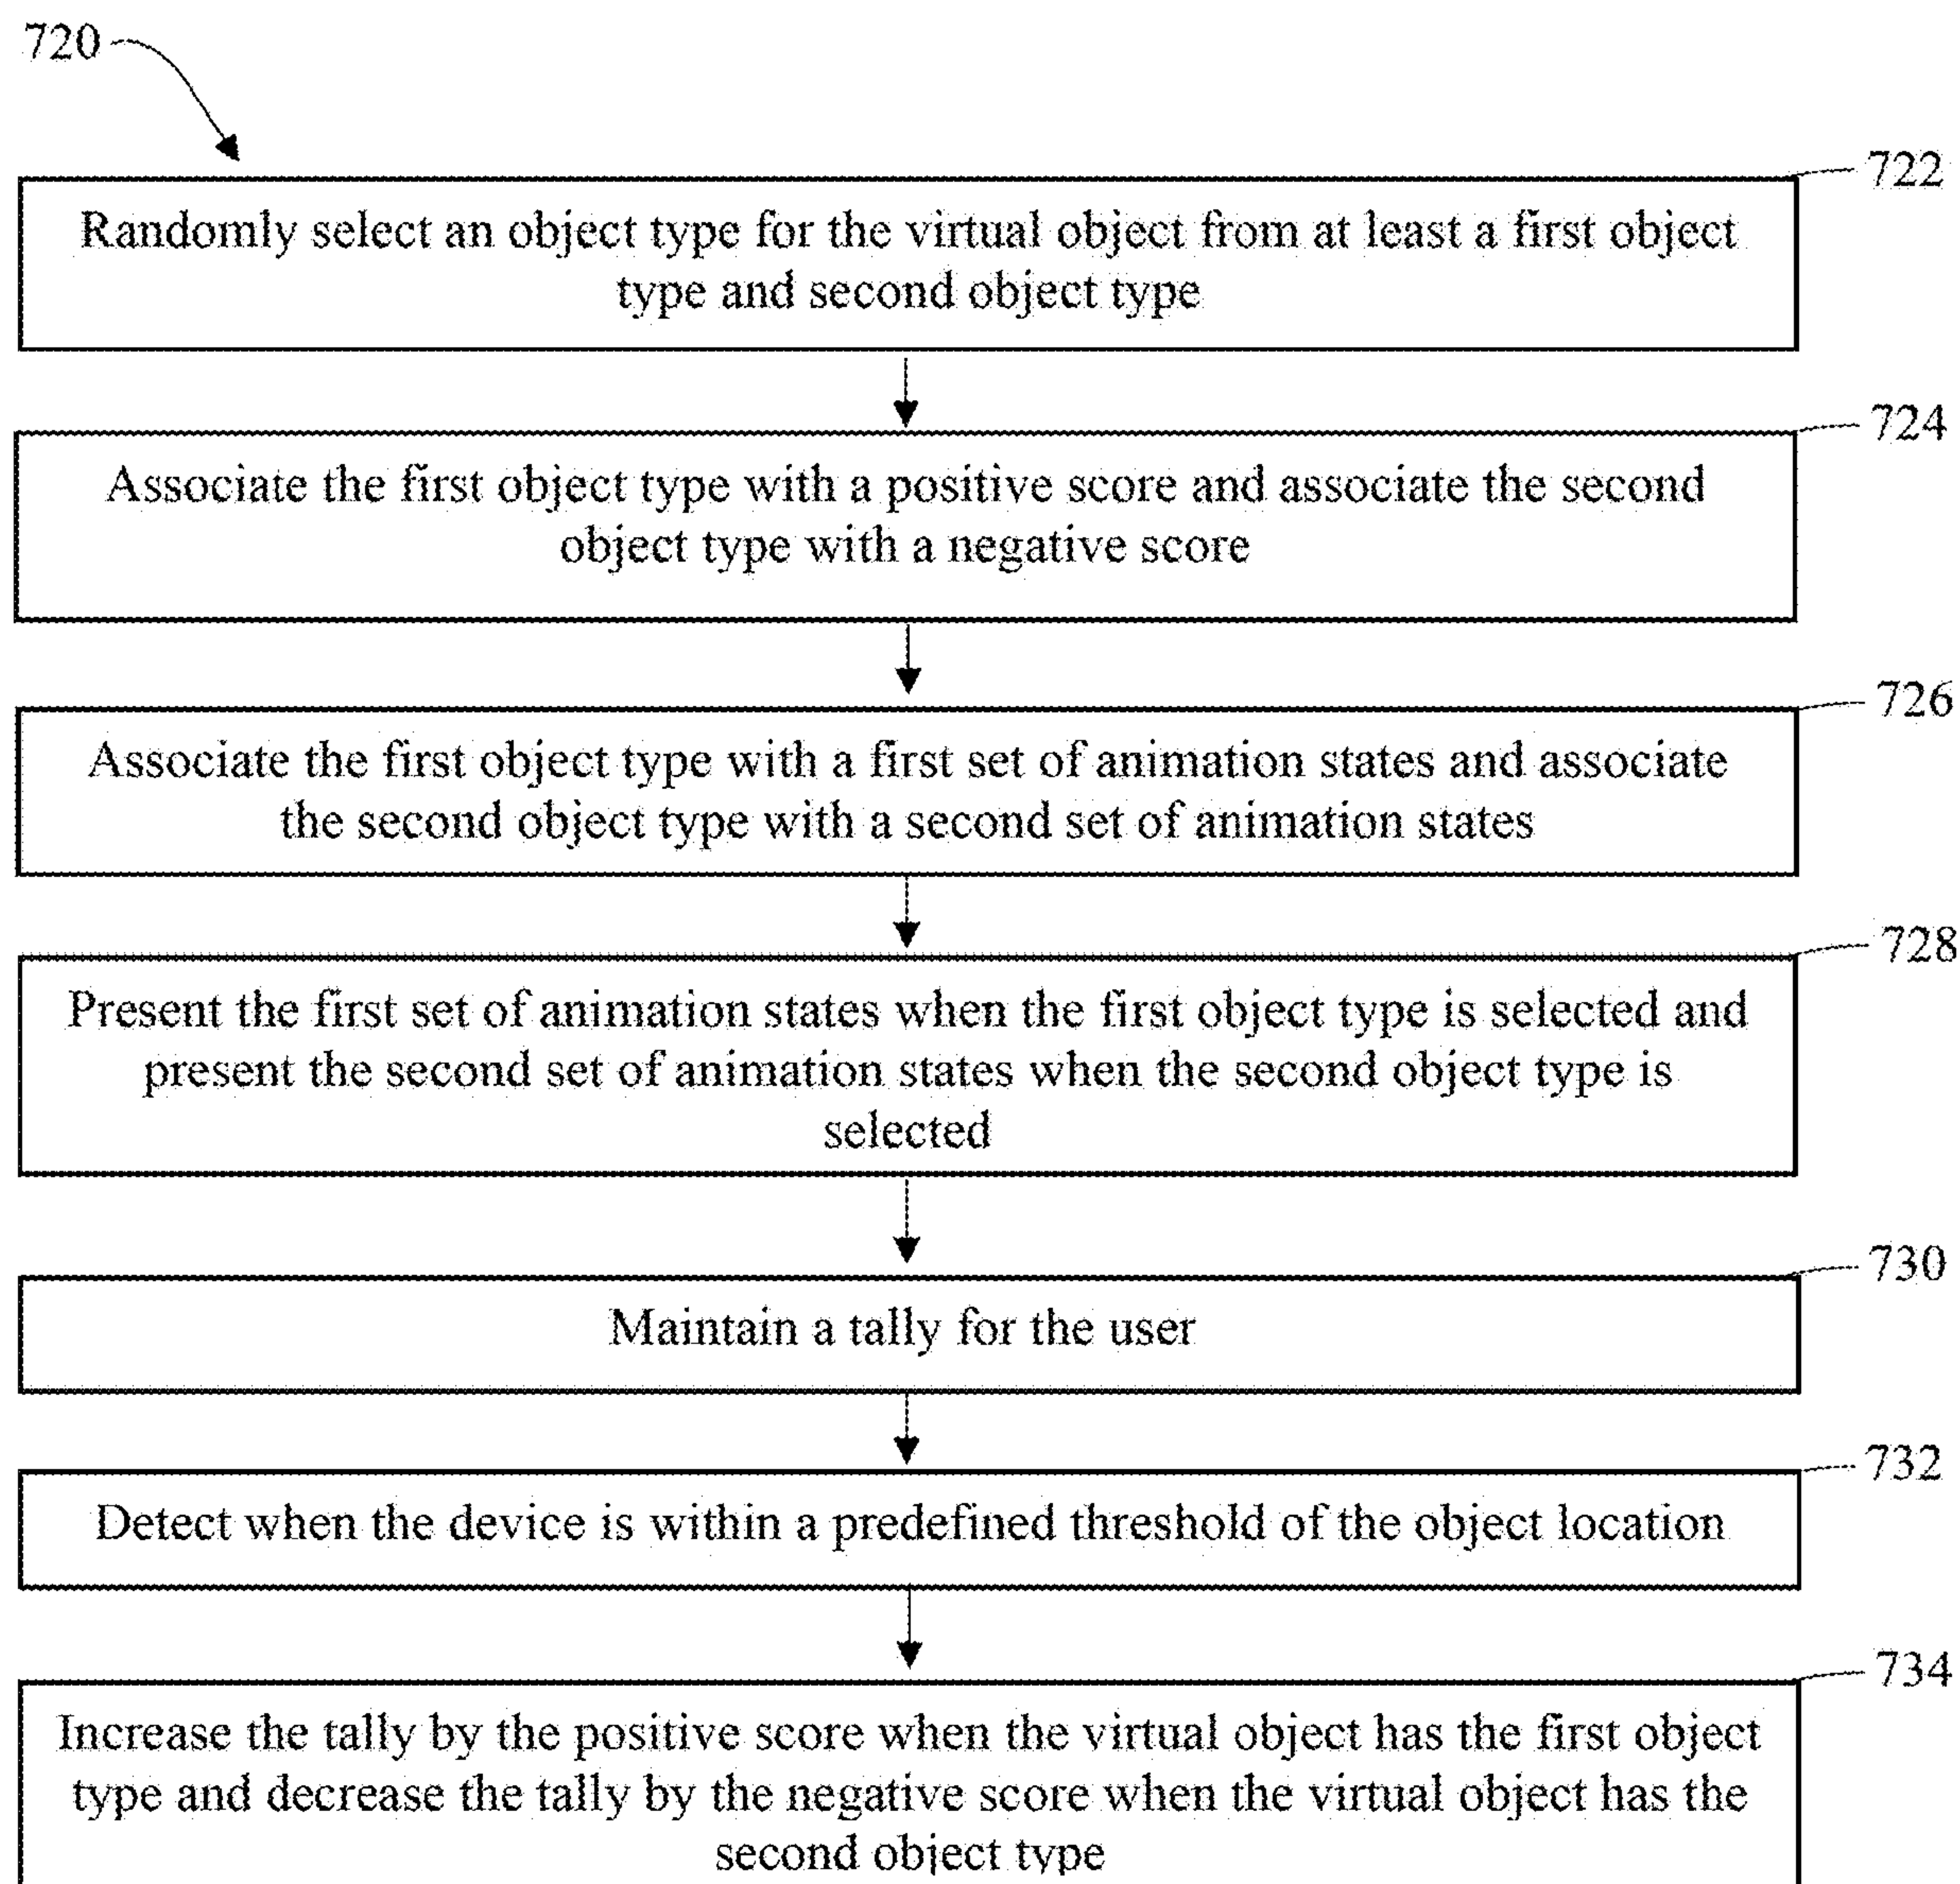 720
722
Randomly select an object type for the virtual object from at least a first object
type and second object type
724
Associate the first object type with a positive score and associate the second
object type with a negative score
726
Associate the first object type with a first set of animation states and associate
the second object type with a second set of animation states
728
Present the first set of animation states when the first object type is selected and
present the second set of animation states when the second object type is
selected
730
Maintain a tally for the user
732
Detect when the device is within a predefined threshold of the object location
734
Increase the tally by the positive score when the virtual object has the first object
type and decrease the tally by the negative score when the virtual object has the
second object type